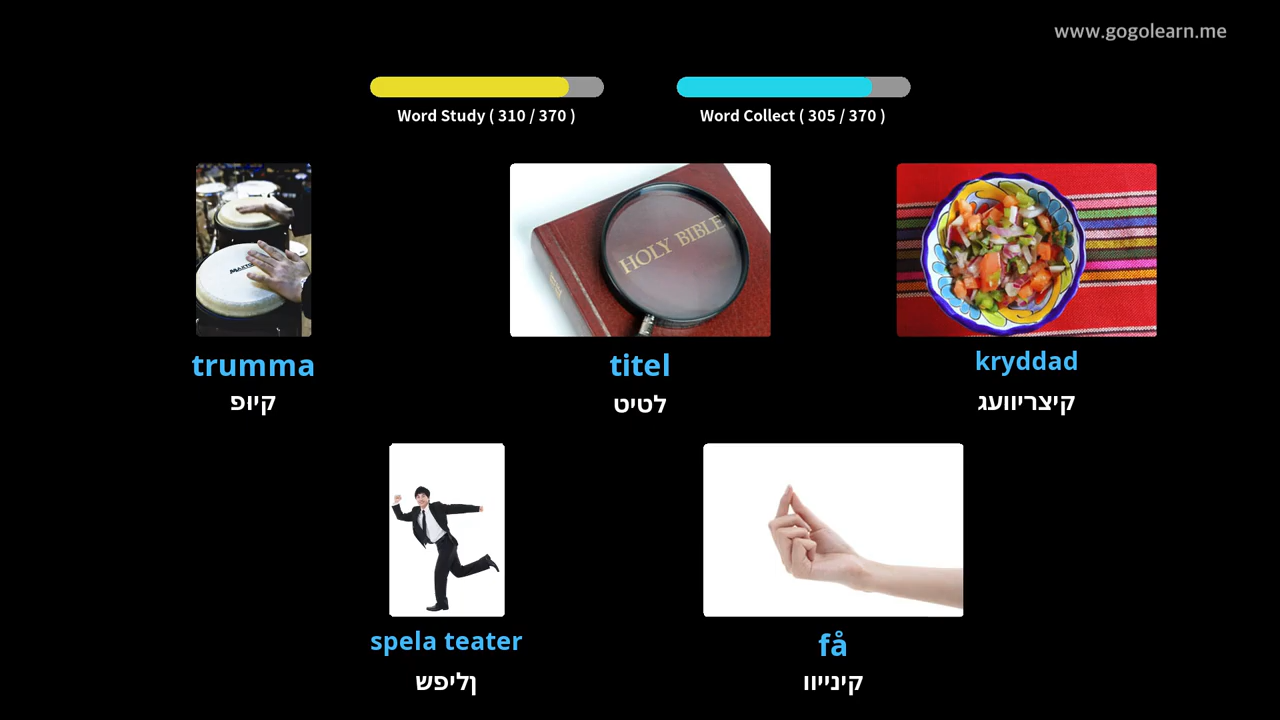 www.gogolearn.me
Word Study ( 310 / 370 )
Word Collect ( 305 / 370 )
HOLY BIBLE
trumma
קיופ
titel
לטיט
kryddad
קיצריוועג
spela teater
ןליפש
få
קינייוו